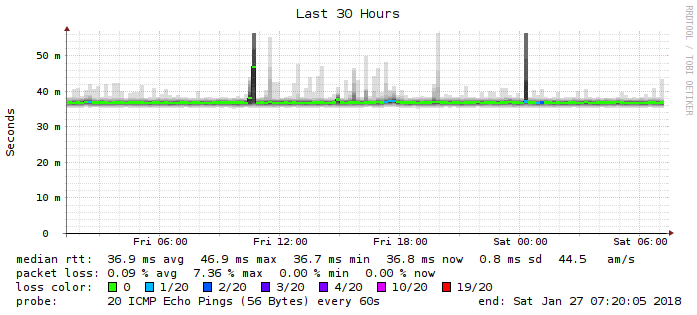 Last 30 Hours
RRDTOOL / TOBI OETIKER
Seconds
50 m
40 m
30 m
20 m
10 m
0
Fri 06:00 Fri 12:00 Fri 18:00 Sat 00:00 Sat 06:00
median rtt: 36.9 ms avg 46.9 ms max 36.7 ms min 36.8 ms now 0.8 ms sd 44.5 am/s
packet loss: 0.09 % avg 7.36 % max 0.00 % min 0.00 % now
loss color: 0 1/20 2/20 3/20 4/20 10/20 19/20
probe: 20 ICMP Echo Pings (56 Bytes) every 60s end: Sat Jan 27 07:20:05 2018